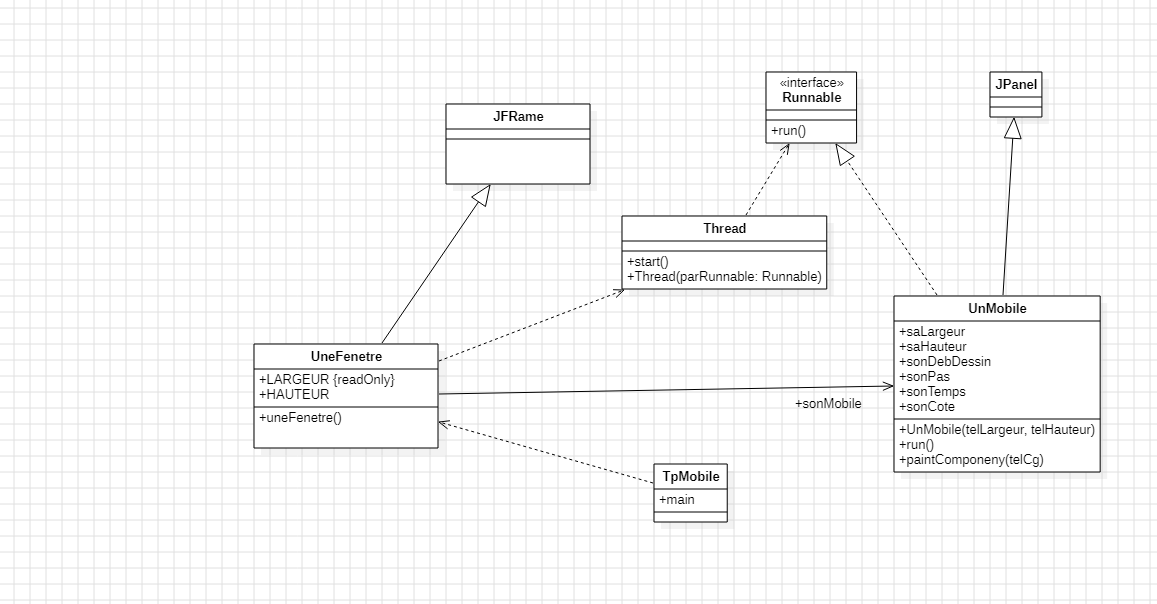 «interface»
Runnable
+run()
JPanel
JFRame
Thread
+start()
+Thread(parRunnable: Runnable)
UnMobile
+saLargeur
+saHauteur
+sonDebDessin
+sonPas
+sonTemps
+sonCote
+UnMobile(telLargeur, telHauteur)
+run()
+paintComponeny(telCg)
UneFenetre
+LARGEUR {readOnly}
+HAUTEUR
+uneFenetre()
+sonMobile
TpMobile
+main